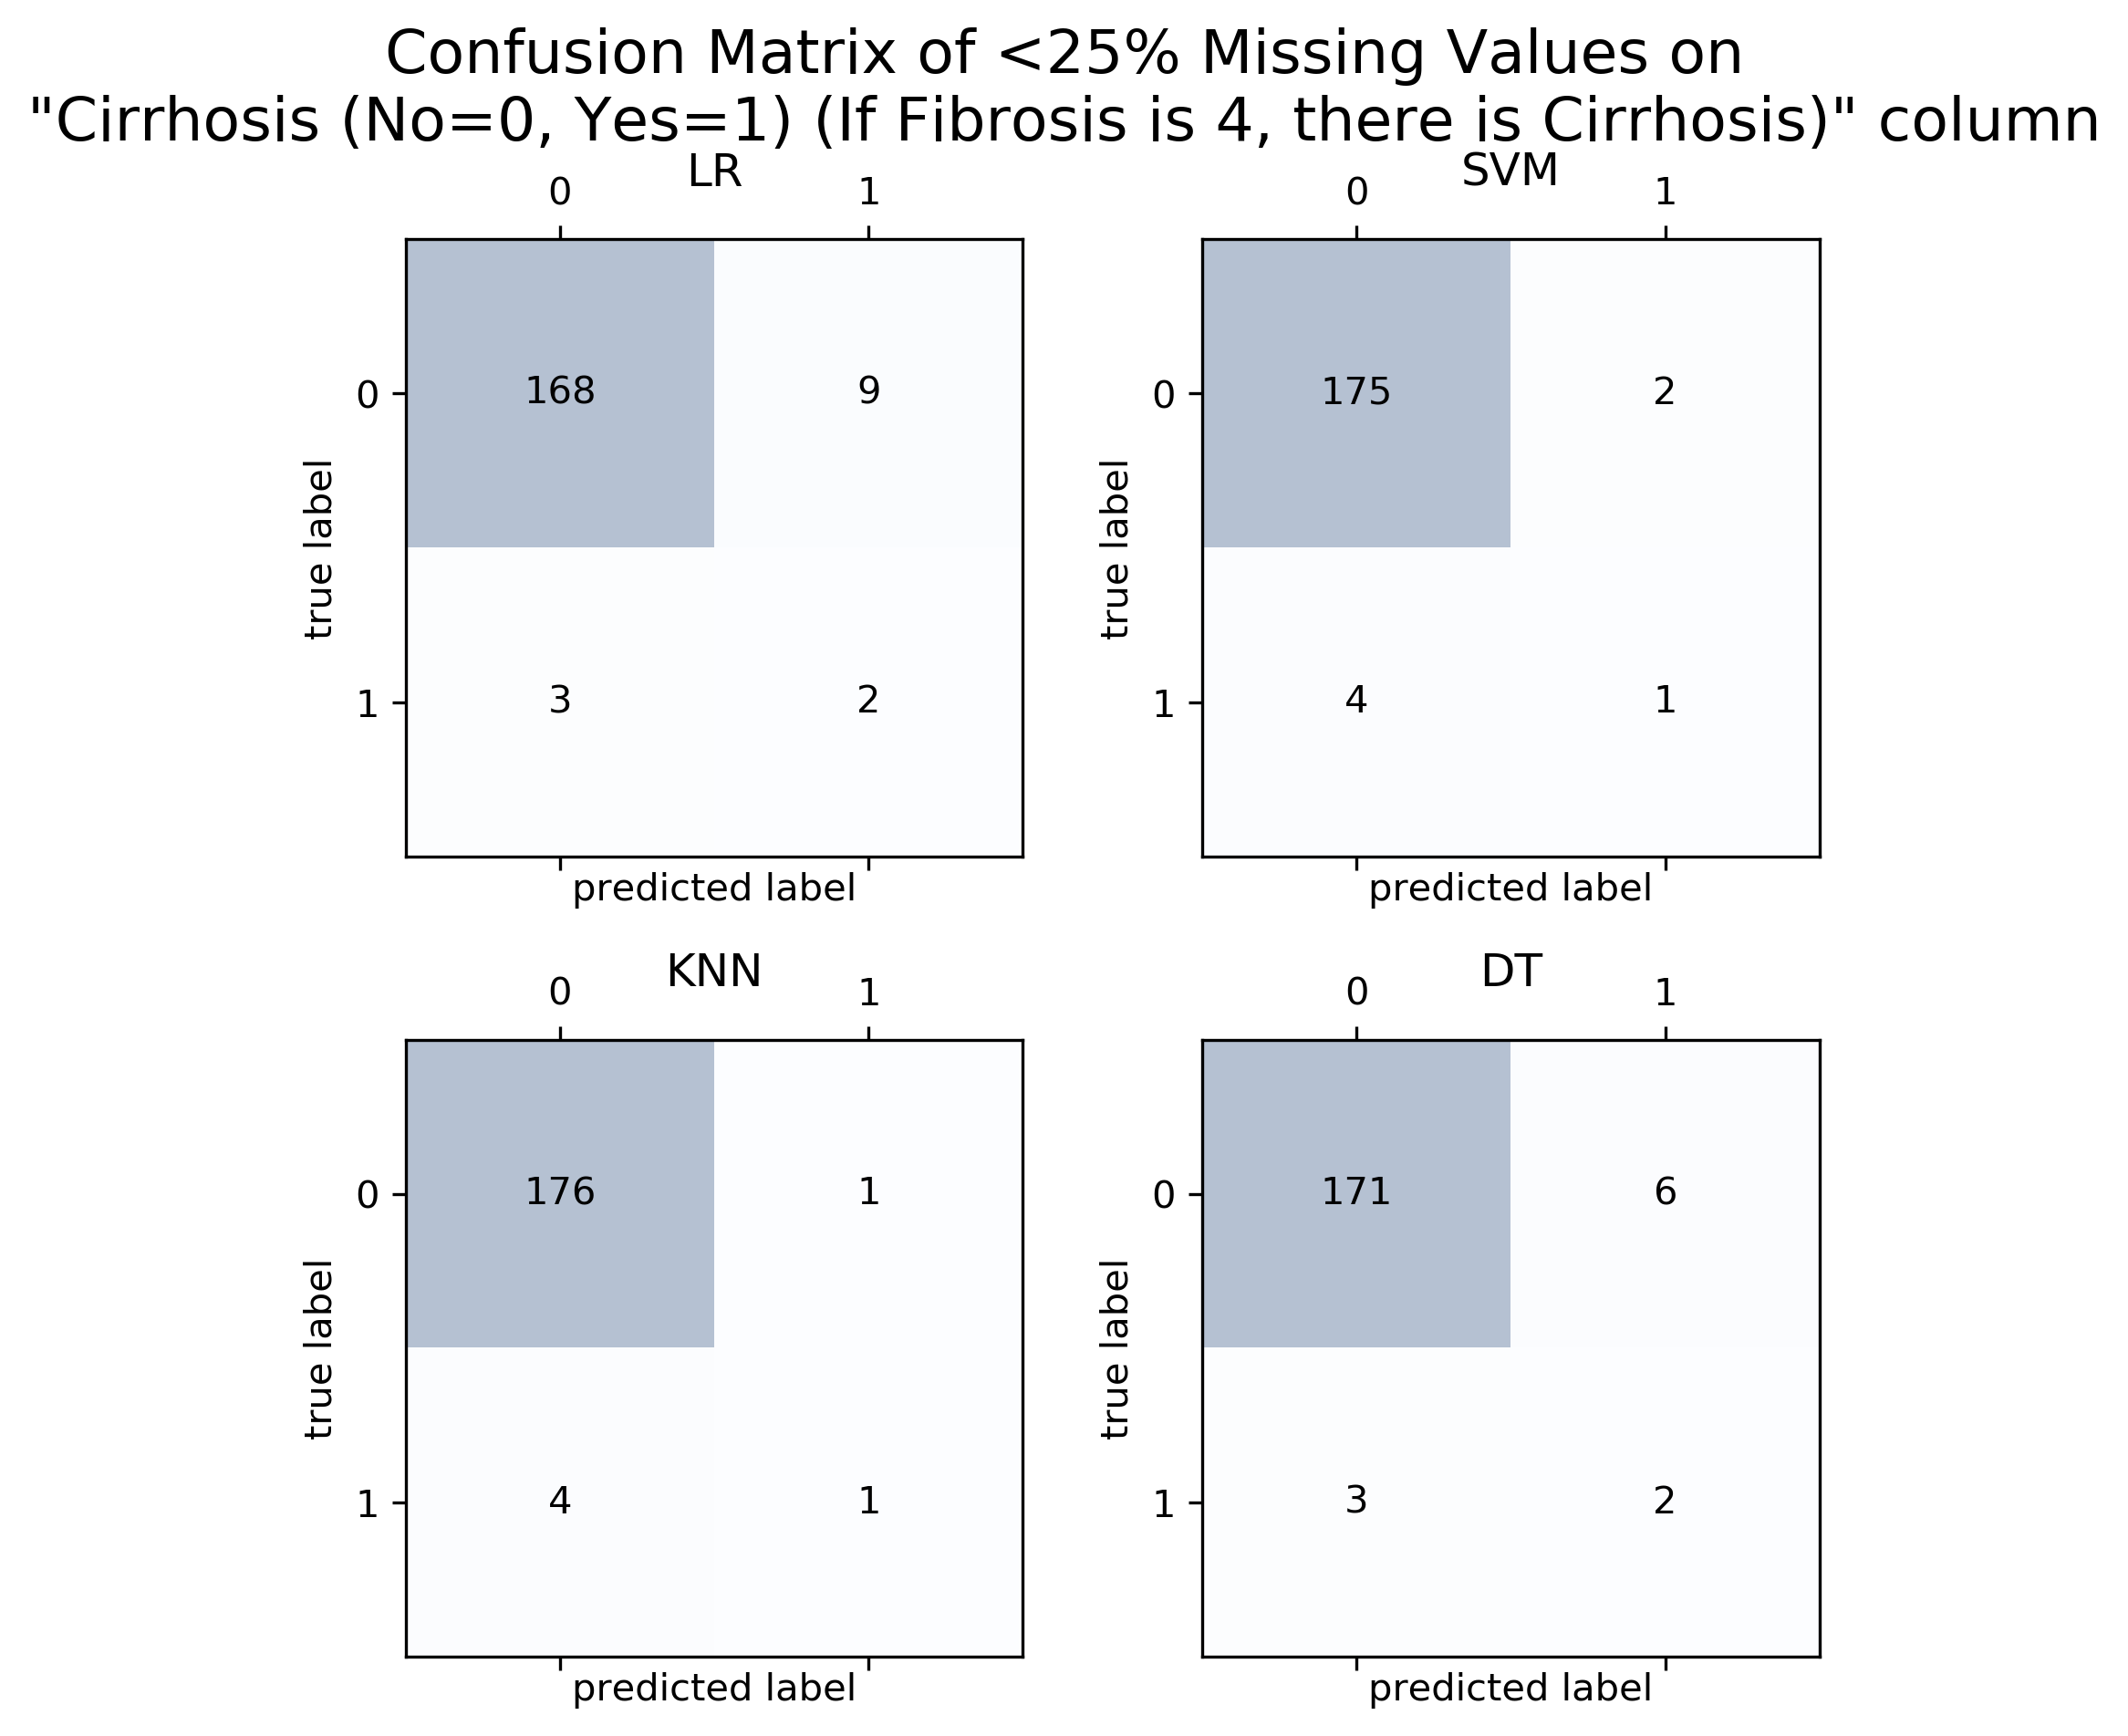 Confusion Matrix of <25% Missing Values on
"Cirrhosis (No=0, Yes=1) (If Fibrosis is 4, there is Cirrhosis)" column
LR
0 1
0 168 9
true label
1 3 2
predicted label
SVM
0 1
0 175 2
true label
1 4 1
predicted label
KNN
0 1
0 176 1
true label
1 4 1
predicted label
DT
0 1
0 171 6
true label
1 3 2
predicted label